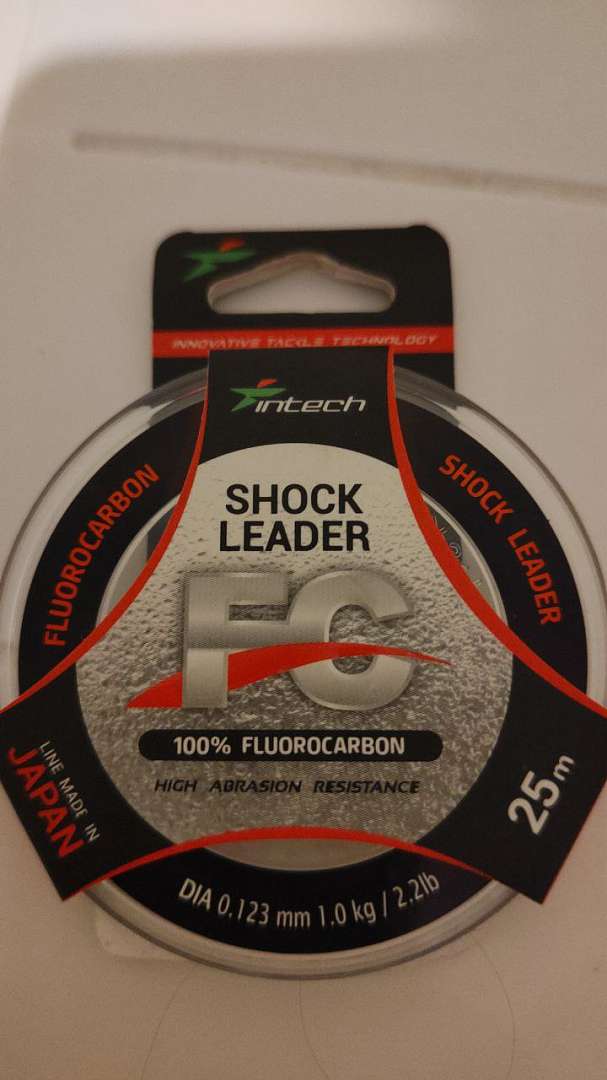 INNOVATIVE TACKLE TECHNOLOGY
intech
FLUOROCARBON
SHOCK LEADER
SHOCK
LEADER
FC
100% FLUOROCARBON
HIGH ABRASION RESISTANCE
LINE MADE IN
JAPAN
25m
DIA 0.123 mm 1.0 kg / 2.2lb